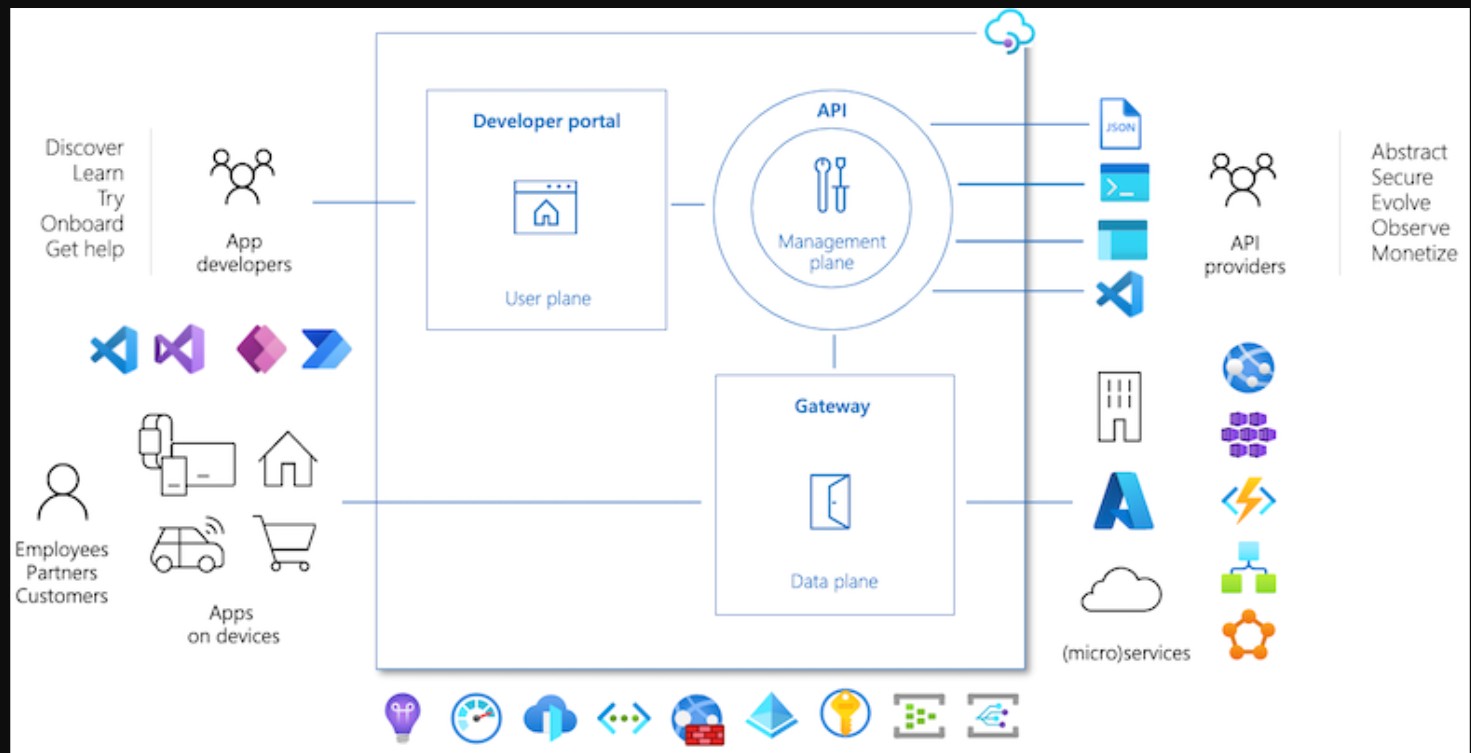 Discover
Learn
Try
Onboard
Get help
App
developers
Developer portal
User plane
API
Management
plane
JSON
>_
API
providers
Abstract
Secure
Evolve
Observe
Monetize
Employees
Partners
Customers
Apps
on devices
Gateway
Data plane
(micro)services